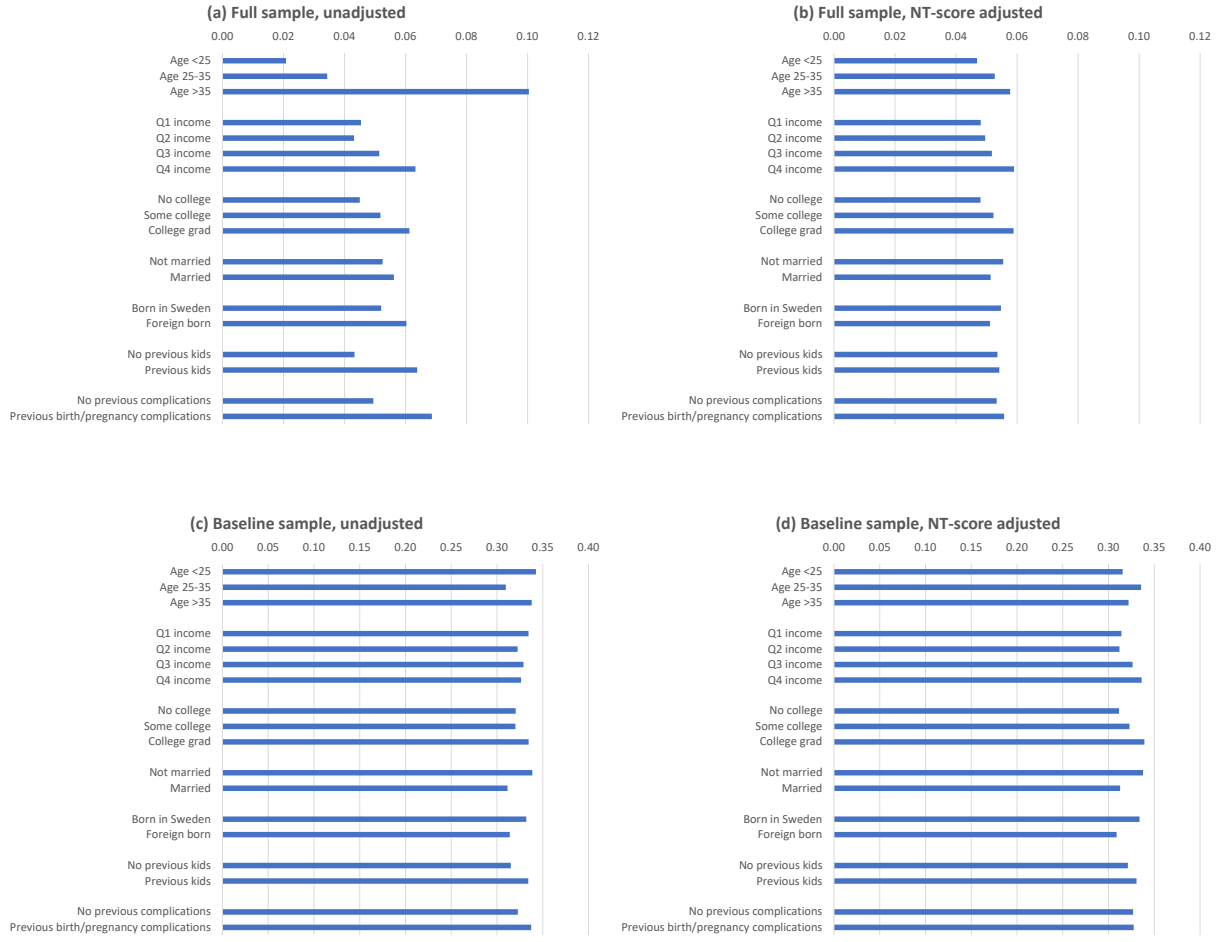 (a) Full sample, unadjusted
0.00 0.02 0.04 0.06 0.08 0.10 0.12
Age <25
Age 25-35
Age >35
Q1 income
Q2 income
Q3 income
Q4 income
No college
Some college
College grad
Not married
Married
Born in Sweden
Foreign born
No previous kids
Previous kids
No previous complications
Previous birth/pregnancy complications
(b) Full sample, NT-score adjusted
0.00 0.02 0.04 0.06 0.08 0.10 0.12
Age <25
Age 25-35
Age >35
Q1 income
Q2 income
Q3 income
Q4 income
No college
Some college
College grad
Not married
Married
Born in Sweden
Foreign born
No previous kids
Previous kids
No previous complications
Previous birth/pregnancy complications
(c) Baseline sample, unadjusted
0.00 0.05 0.10 0.15 0.20 0.25 0.30 0.35 0.40
Age <25
Age 25-35
Age >35
Q1 income
Q2 income
Q3 income
Q4 income
No college
Some college
College grad
Not married
Married
Born in Sweden
Foreign born
No previous kids
Previous kids
No previous complications
Previous birth/pregnancy complications
(d) Baseline sample, NT-score adjusted
0.00 0.05 0.10 0.15 0.20 0.25 0.30 0.35 0.40
Age <25
Age 25-35
Age >35
Q1 income
Q2 income
Q3 income
Q4 income
No college
Some college
College grad
Not married
Married
Born in Sweden
Foreign born
No previous kids
Previous kids
No previous complications
Previous birth/pregnancy complications